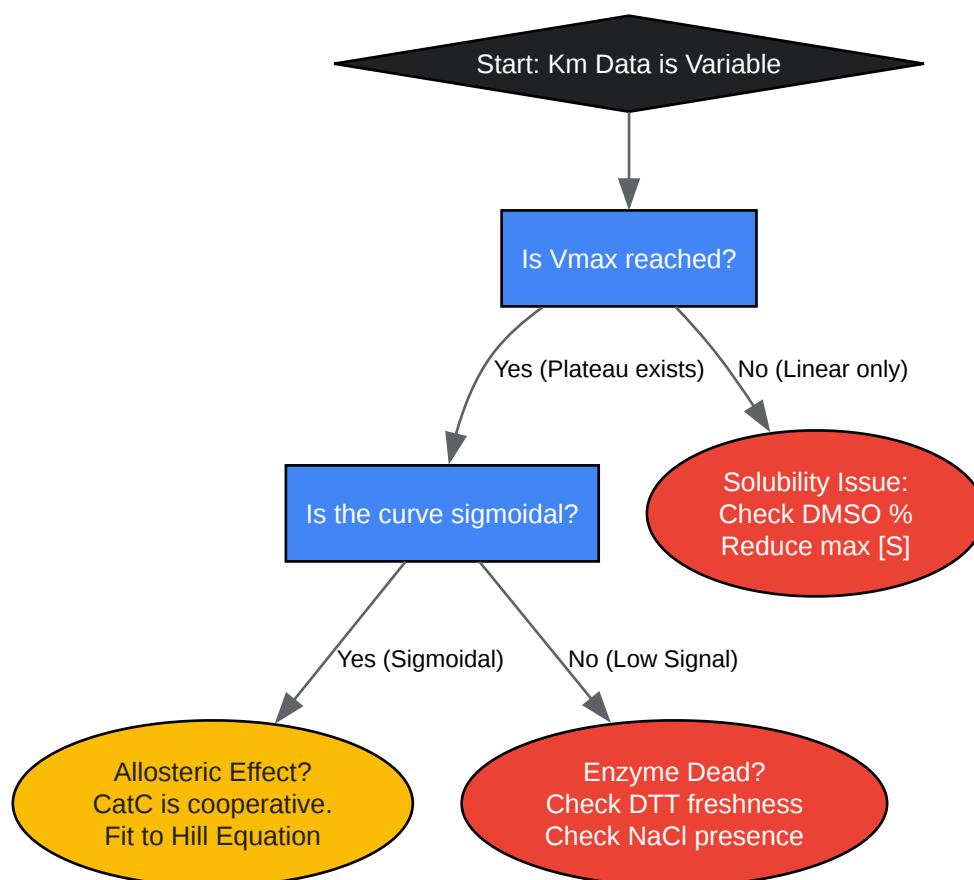 Start: Km Data is Variable
Is Vmax reached?
Yes (Plateau exists)
No (Linear only)
Is the curve sigmoidal?
Solubility Issue:
Check DMSO %
Reduce max [S]
Yes (Sigmoidal)
No (Low Signal)
Allosteric Effect?
CatC is cooperative.
Fit to Hill Equation
Enzyme Dead?
Check DTT freshness
Check NaCl presence